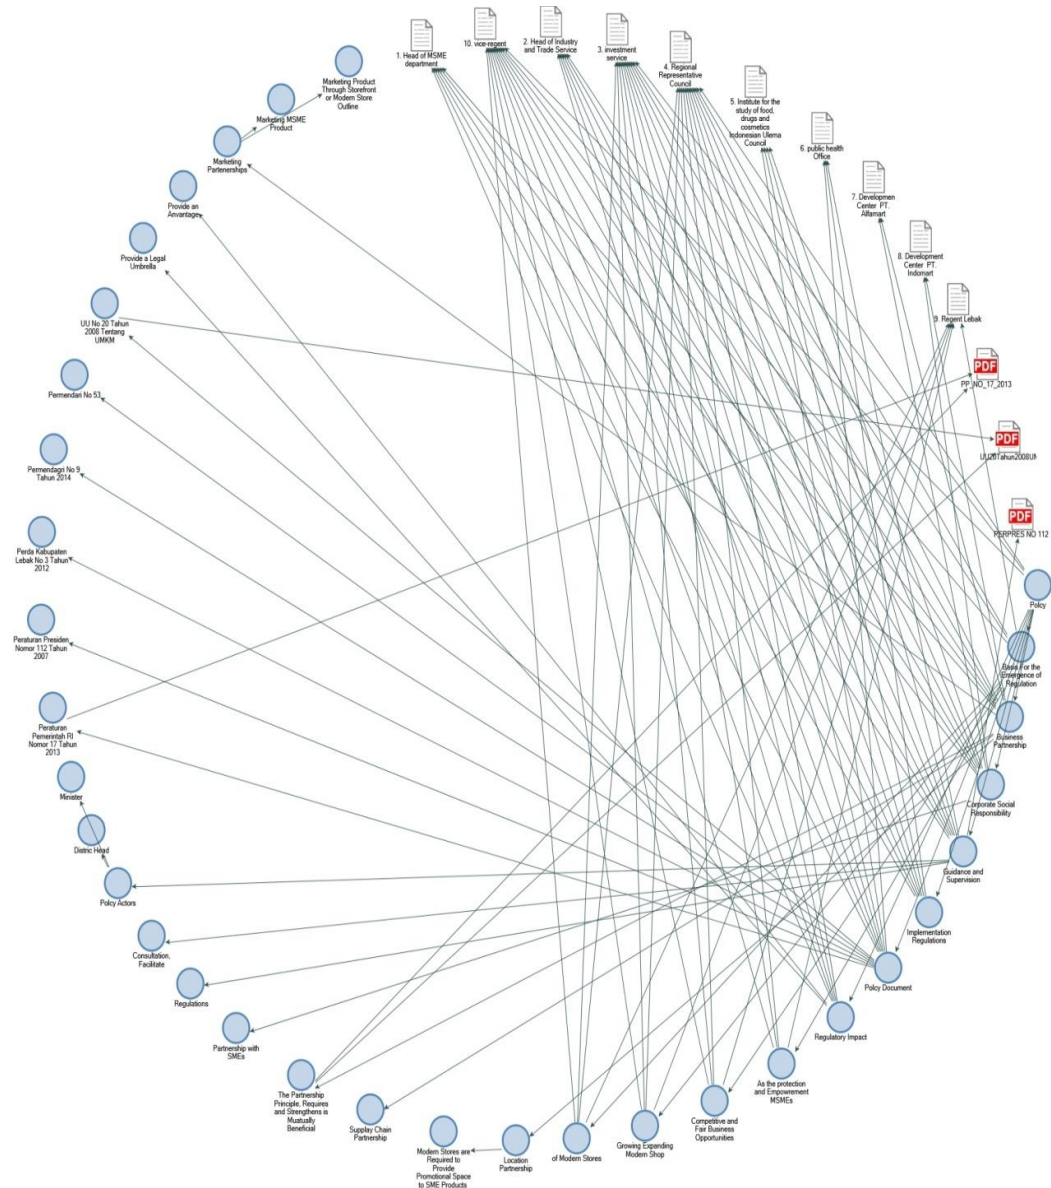 1. Head of MSME
department
10. vice-regent
2. Head of Industry
and Trade Service
3. investment
service
4. Regional
Representative
Council
5. Institute for the
study of food,
drugs and
cosmetics
Indonesian Ulema
Council
6. public health
Office
7. Developmen
Center PT.
Alfamart
8. Development
Center PT.
Indomart
9. Regent Lebak
PDF
PP_NO_17_2013
PDF
UU20Tahun2008UM
PDF
PERPRES NO 112
Policy
Basis For the
Emergence of
Regulation
Business
Partnership
Corporate Social
Responsibility
Guidance and
Supervision
Implementation
Regulations
Policy Document
Regulatory Impact
As the protection
and Empowrement
MSMEs
Competitive and
Fair Business
Opportunities
Growing Expanding
Modern Shop
of Modern Stores
Location
Partnership
Modern Stores are
Required to
Provide
Promotional Space
to SME Products
Supplay Chain
Partnership
The Partnership
Principle, Requires
and Strengthens is
Muatually
Beneficial
Partnership with
SMEs
Regulations
Consultation,
Facilitate
Policy Actors
Distric Head
Minister
Peraturan
Pemerintah RI
Nomor 17 Tahun
2013
Peraturan Presiden
Nomor 112 Tahun
2007
Perda Kabupaten
Lebak No 3 Tahun
2012
Permendagri No 9
Tahun 2014
Permendari No 53
UU No 20 Tahun
2008 Tentang
UMKM
Provide a Legal
Umbrella
Provide an
Anvantage
Marketing
Partenerships
Marketing MSME
Product
Marketing Product
Through Storefront
or Modern Store
Outline